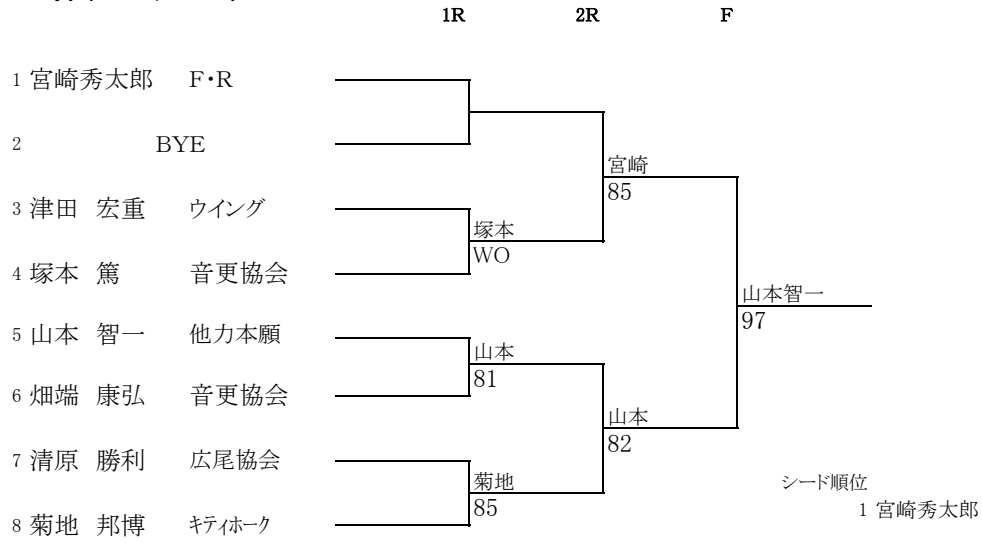 1R 2R F
1 宮崎秀太郎 F・R
2 BYE
宮崎
85
3 津田 宏重 ウイング
塚本
WO
4 塚本 篤 音更協会
山本智一
97
5 山本 智一 他力本願
山本
81
6 畑端 康弘 音更協会
山本
82
7 清原 勝利 広尾協会
菊地
85
8 菊地 邦博 キティホーク
シード順位
1 宮崎秀太郎